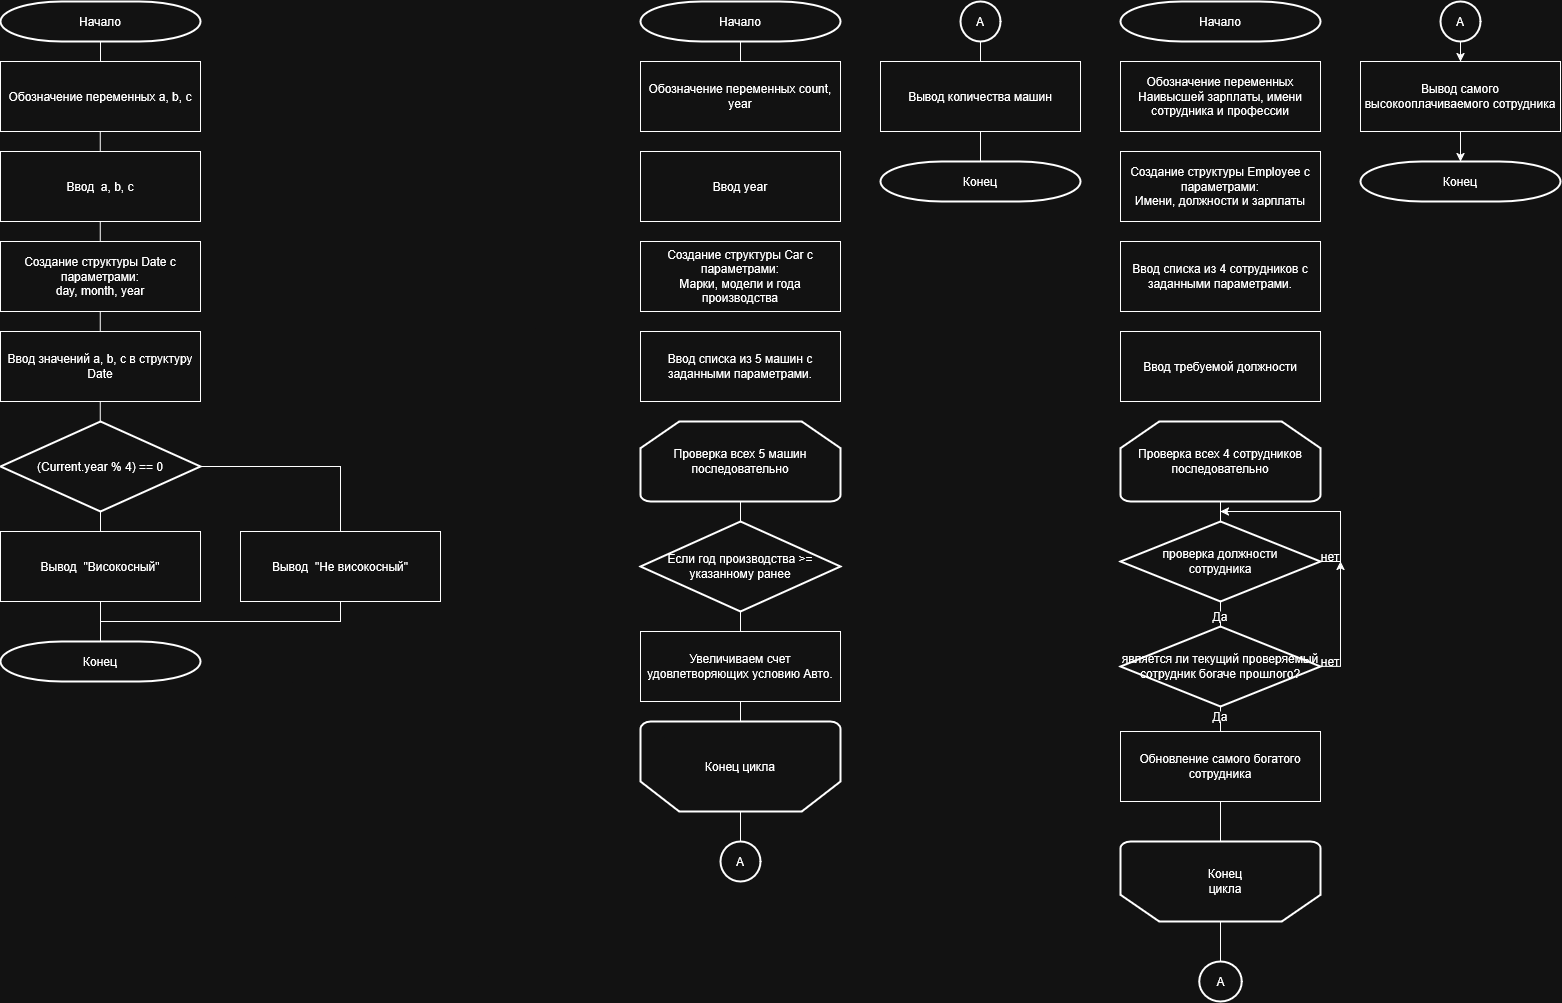 Начало
Обозначение переменных a, b, c
Ввод  a, b, c
Создание структуры Date с
параметрами:
day, month, year
Ввод значений a, b, c в структуру
Date
(Current.year % 4) == 0
Вывод  "Високосный"
Вывод  "Не високосный"
Конец
Начало
Обозначение переменных count,
year
Ввод year
Создание структуры Car с
параметрами:
Марки, модели и года
производства
Ввод списка из 5 машин с
заданными параметрами.
Проверка всех 5 машин
последовательно
Если год производства >=
указанному ранее
Увеличиваем счет
удовлетворяющих условию Авто.
Конец цикла
A
A
Вывод количества машин
Конец
Начало
Обозначение переменных
Наивысшей зарплаты, имени
сотрудника и профессии
Создание структуры Employee с
параметрами:
Имени, должности и зарплаты
Ввод списка из 4 сотрудников с
заданными параметрами.
Ввод требуемой должности
Проверка всех 4 сотрудников
последовательно
проверка должности
сотрудника
нет
Да
является ли текущий проверяемый
сотрудник богаче прошлого?
нет
Да
Обновление самого богатого
сотрудника
Конец
цикла
A
A
Вывод самого
высокооплачиваемого сотрудника
Конец